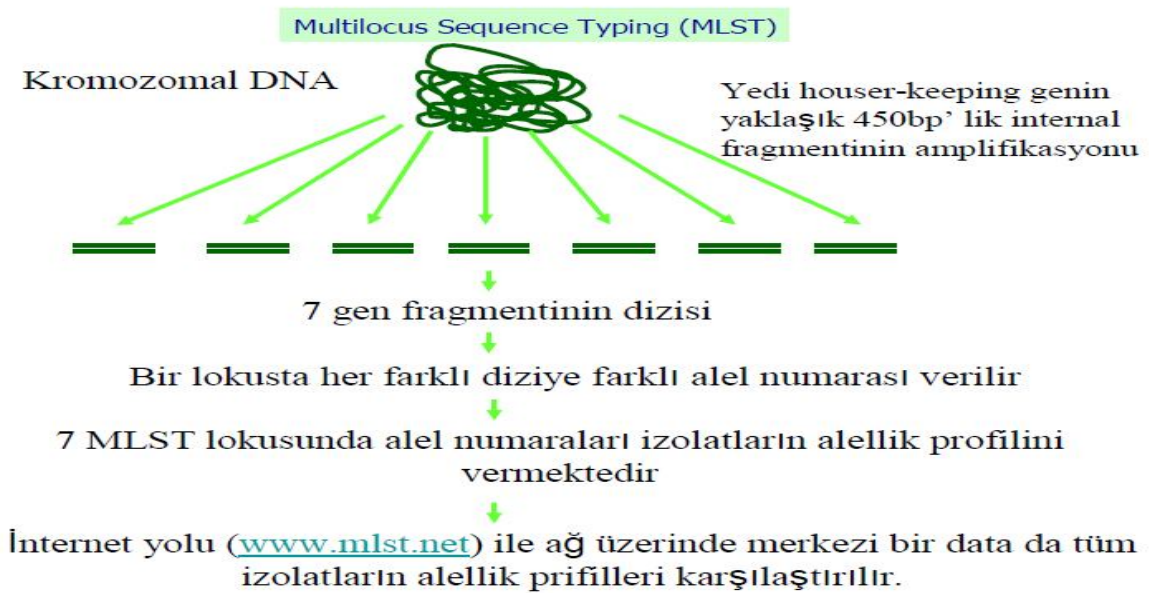 Multilocus Sequence Typing (MLST)
Kromozomal DNA
Yedi houser-keeping genin
yaklaşık 450bp’ lik internal
fragmentinin amplifikasyonu
7 gen fragmentinin dizisi
Bir lokusta her farklı diziye farklı alel numarası verilir
7 MLST lokusunda alel numaraları izolatların alellik profilini
vermektedir
İnternet yolu (www.mlst.net) ile ağ üzerinde merkezi bir data da tüm
izolatların alellik prifilleri karşılaştırılır.